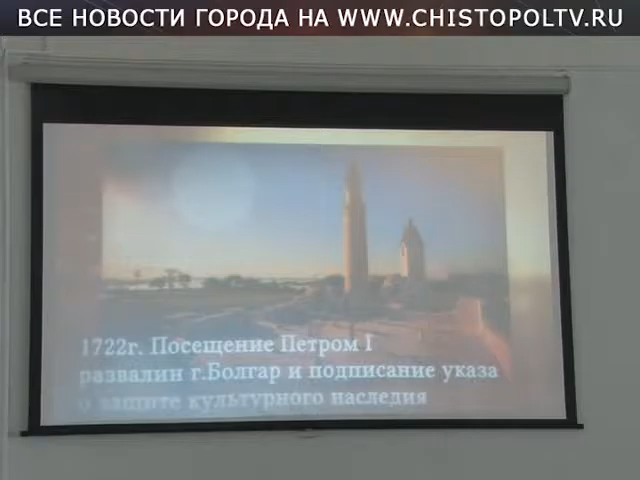 ВСЕ НОВОСТИ ГОРОДА НА WWW.CHISTOPOLTV.RU
1722г. Посещение Петром I
развалин г.Болгар и подписание указа
о защите культурного наследия